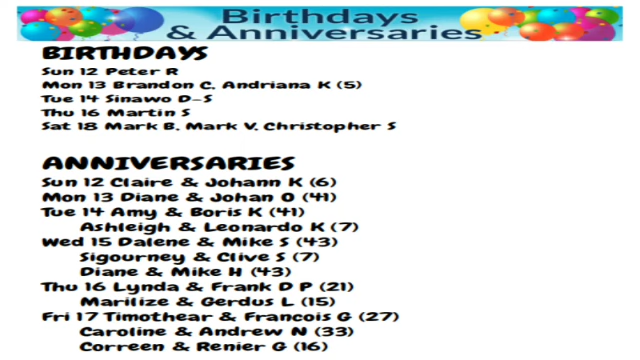 Birthdays
& Anniversaries
BIRTHDAYS
Sun 12 Peter R
Mon 13 Brandon C, Andriana K (5)
Tue 14 Sinawo D-S
Thu 16 Martin S
Sat 18 Mark B, Mark V, Christopher S
ANNIVERSARIES
Sun 12 Claire & Johann K (6)
Mon 13 Diane & Johan O (41)
Tue 14 Amy & Boris K (41)
Ashleigh & Leonardo K (7)
Wed 15 Dalene & Mike S (43)
Sigourney & Clive S (7)
Diane & Mike H (43)
Thu 16 Lynda & Frank D P (21)
Marilize & Gerdus L (15)
Fri 17 Timothear & Francois G (27)
Caroline & Andrew N (33)
Correen & Renier G (16)